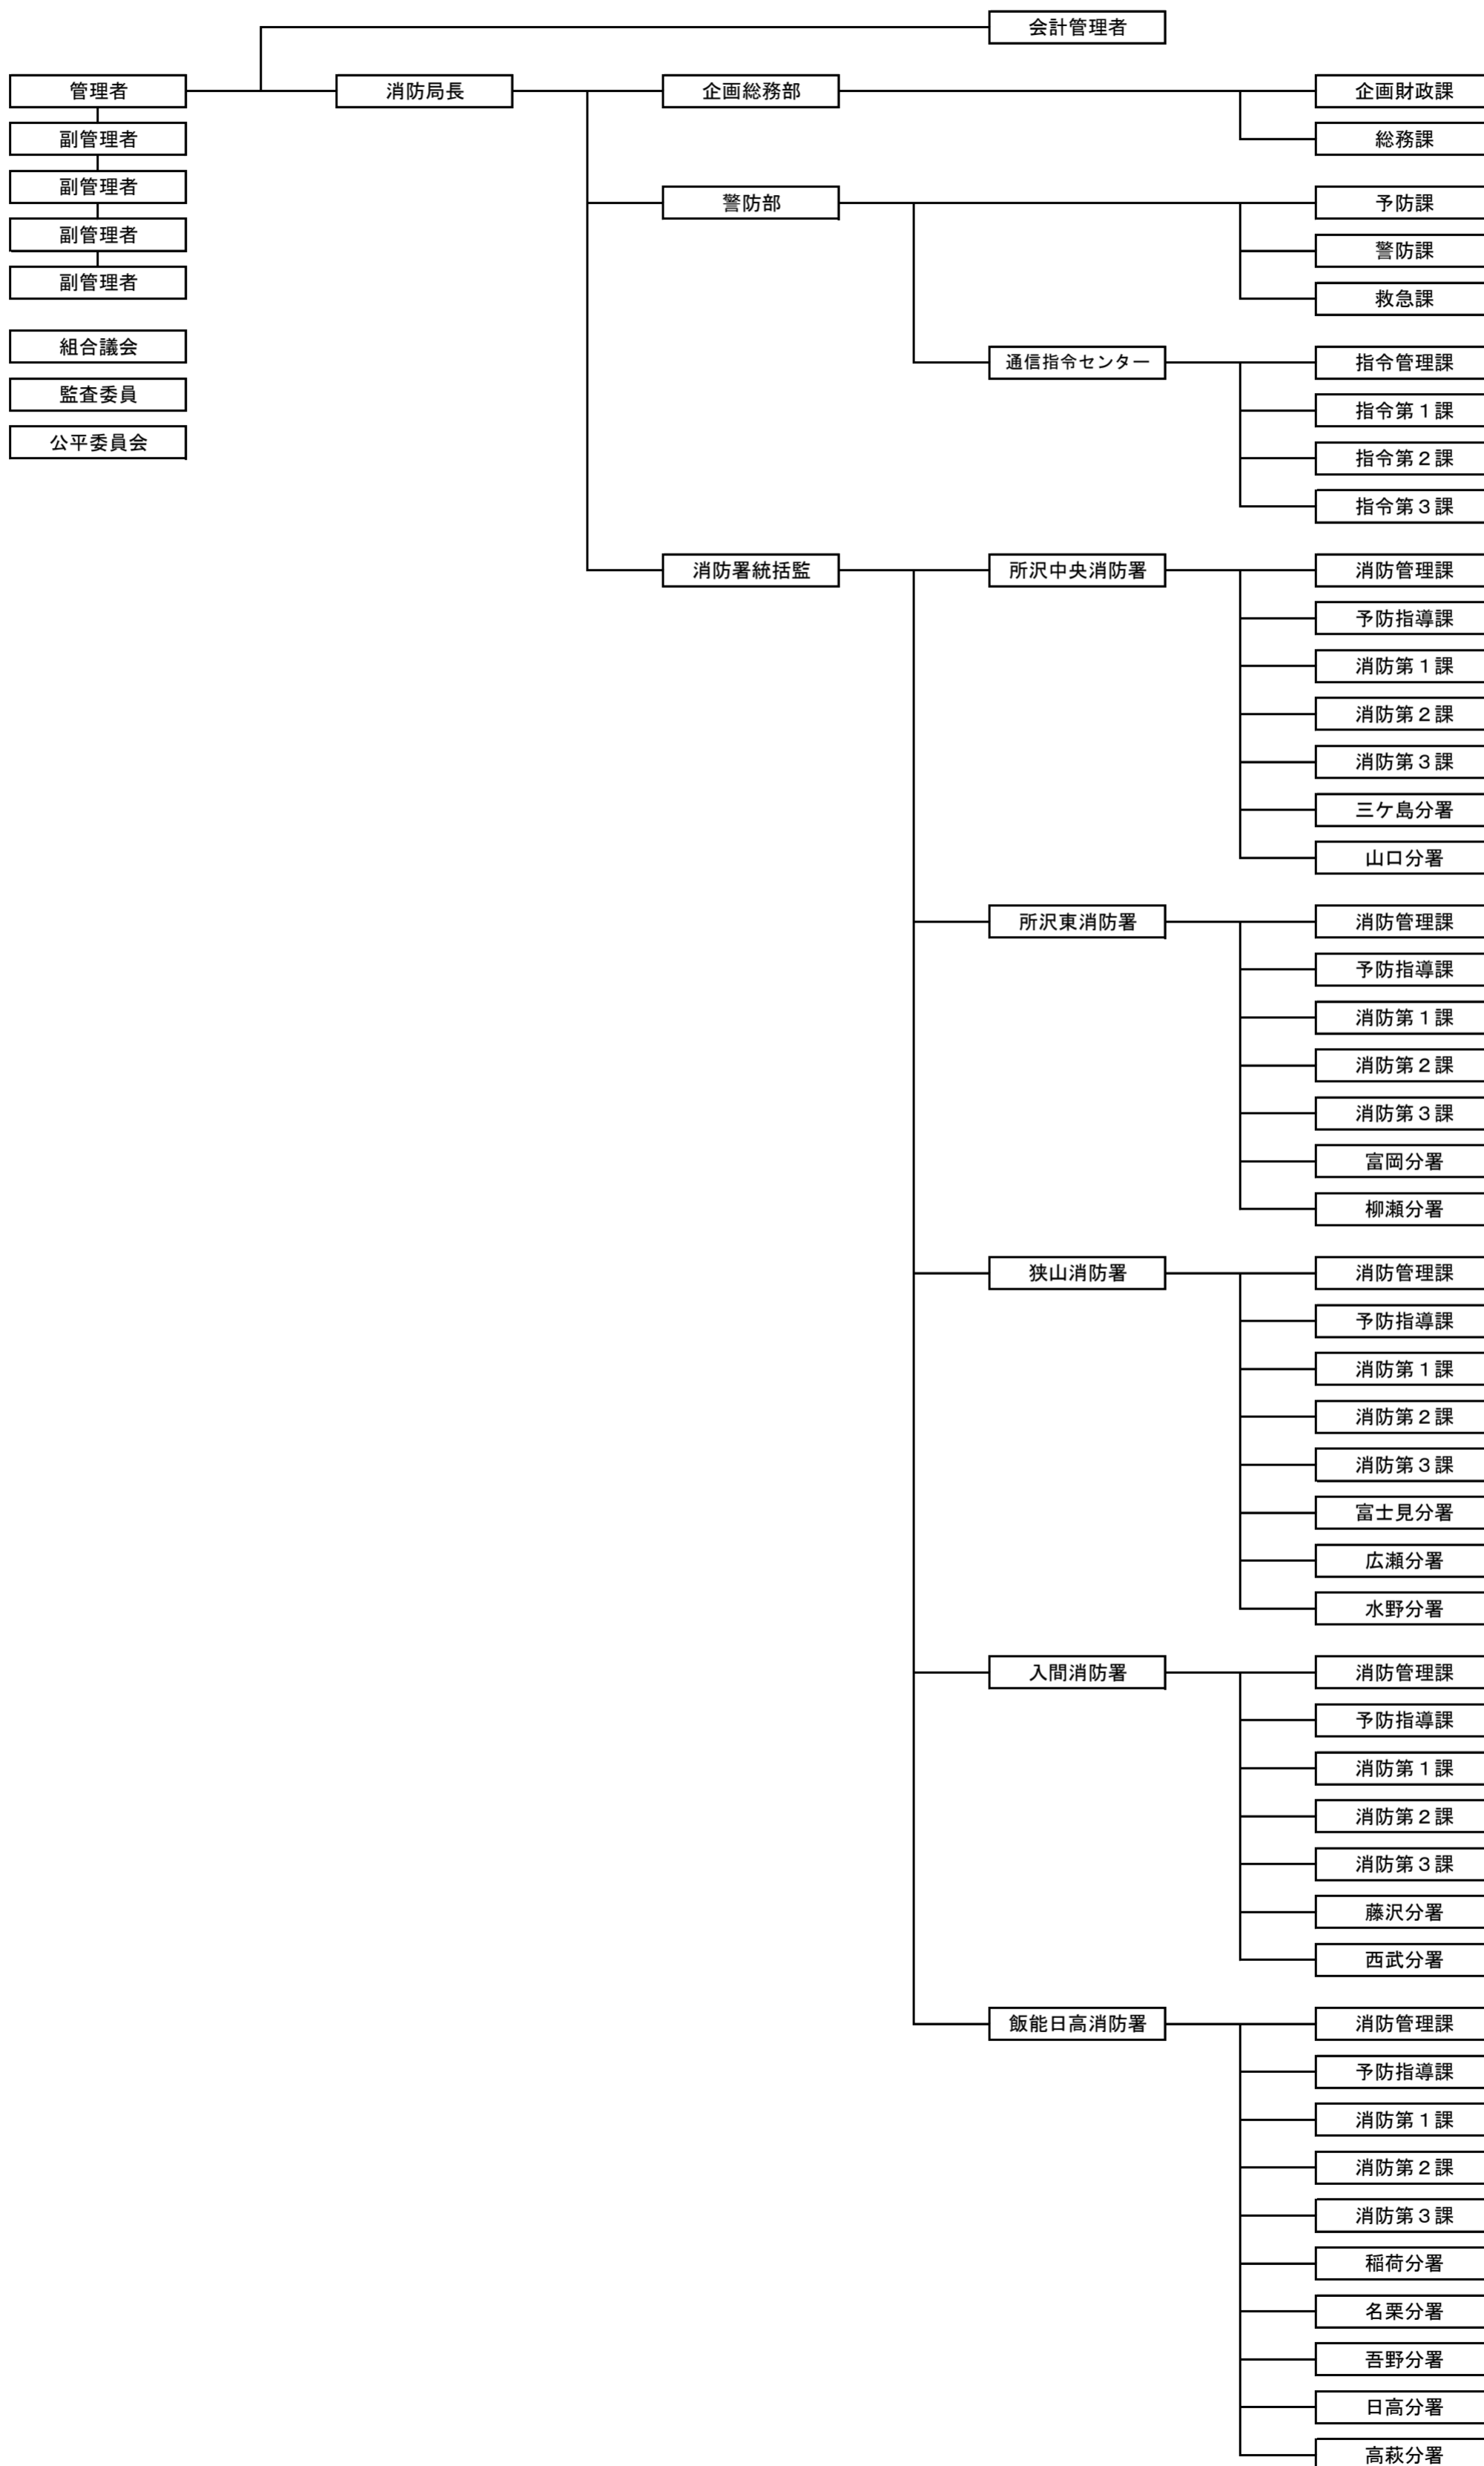 会計管理者
管理者
消防局長
企画総務部
企画財政課
副管理者
総務課
副管理者
警防部
予防課
副管理者
警防課
副管理者
救急課
組合議会
通信指令センター
指令管理課
監査委員
指令第１課
公平委員会
指令第２課
指令第３課
消防署統括監
所沢中央消防署
消防管理課
予防指導課
消防第１課
消防第２課
消防第３課
三ケ島分署
山口分署
所沢東消防署
消防管理課
予防指導課
消防第１課
消防第２課
消防第３課
富岡分署
柳瀬分署
狭山消防署
消防管理課
予防指導課
消防第１課
消防第２課
消防第３課
富士見分署
広瀬分署
水野分署
入間消防署
消防管理課
予防指導課
消防第１課
消防第２課
消防第３課
藤沢分署
西武分署
飯能日高消防署
消防管理課
予防指導課
消防第１課
消防第２課
消防第３課
稲荷分署
名栗分署
吾野分署
日高分署
高萩分署